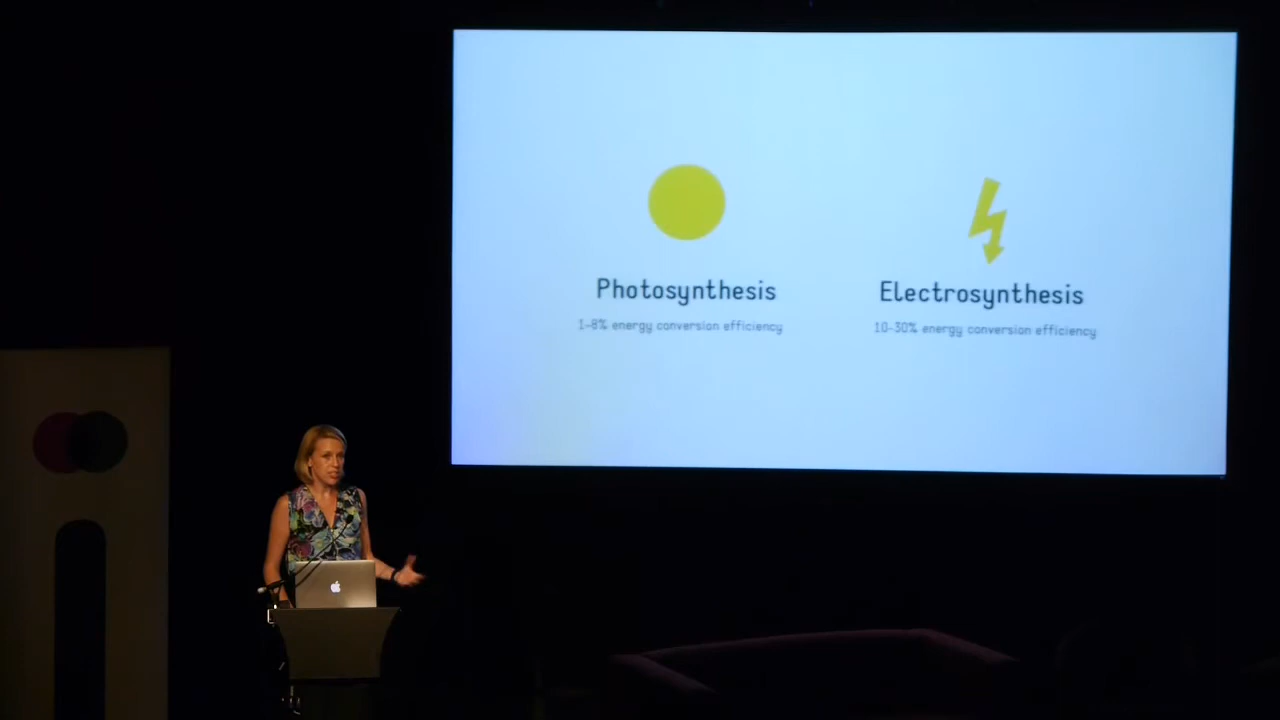 Photosynthesis
1-8% energy conversion efficiency
Electrosynthesis
10-30% energy conversion efficiency